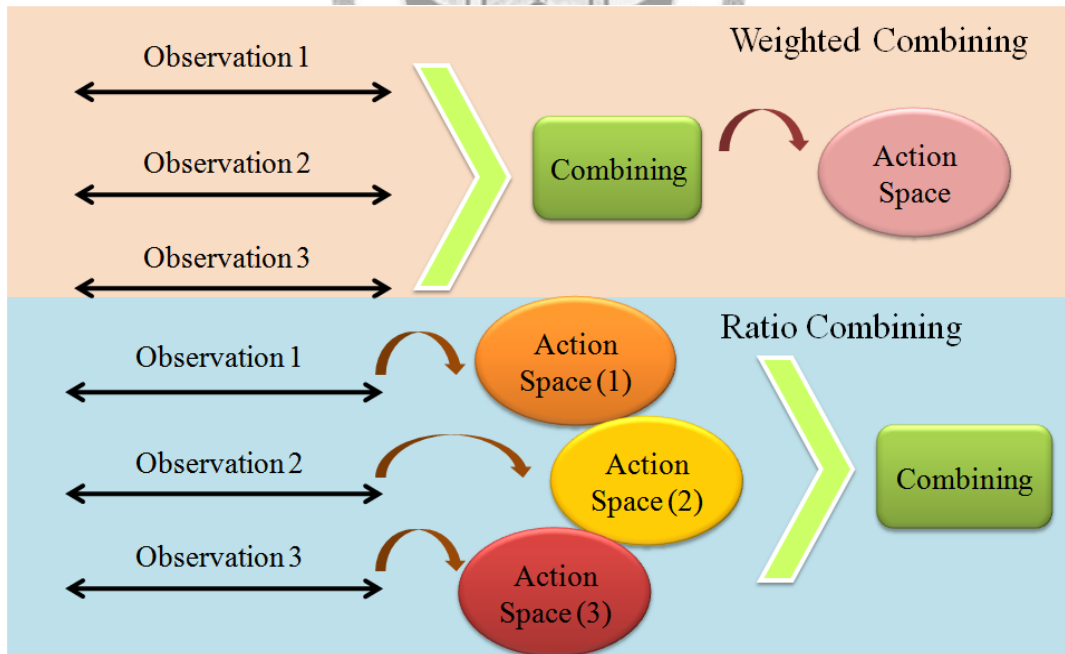 Weighted Combining
Observation 1
Observation 2
Observation 3
Combining
Action
Space
Ratio Combining
Observation 1
Action
Space (1)
Observation 2
Action
Space (2)
Observation 3
Action
Space (3)
Combining